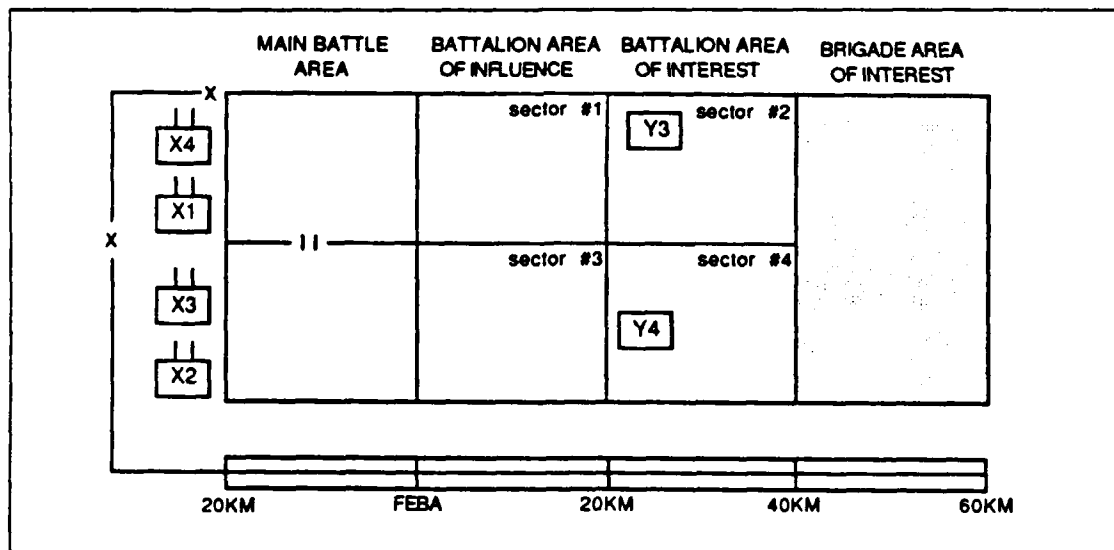 MAIN BATTLE AREA
BATTALION AREA OF INFLUENCE
BATTALION AREA OF INTEREST
BRIGADE AREA OF INTEREST
X
sector #1
sector #2
X4
Y3
X1
X
II
sector #3
sector #4
X3
Y4
X2
20KM
FEBA
20KM
40KM
60KM